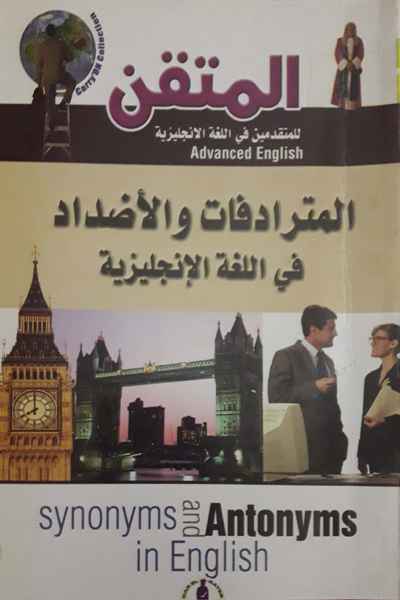 Carry'Dk Collection
المتقن
للمتقدمين في اللغة الانجليزية
Advanced English
المترادفات والأضداد
في اللغة الإنجليزية
synonyms and Antonyms
in English